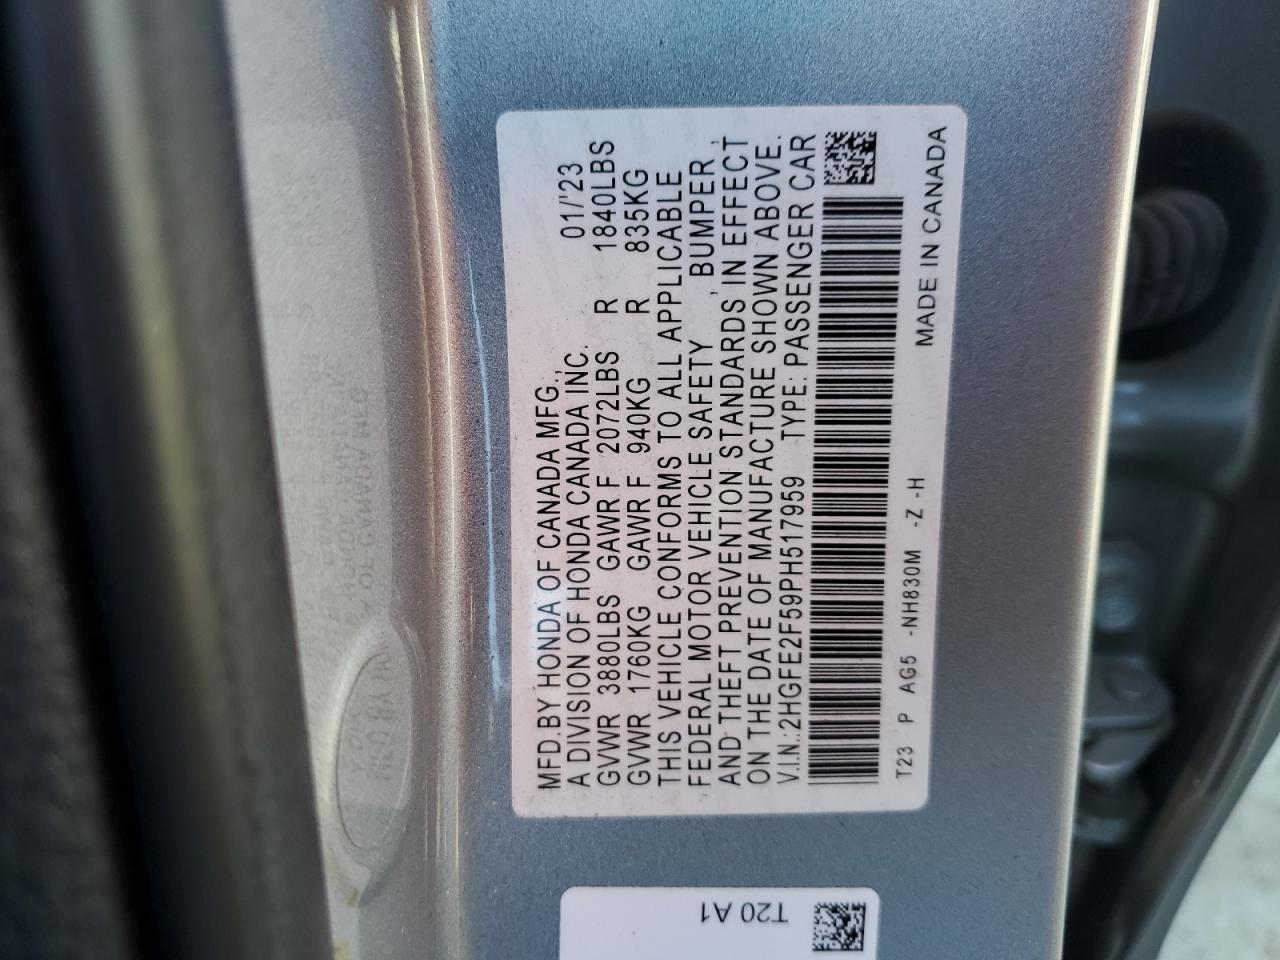 MFD.BY HONDA OF CANADA MFG., 01/'23
A DIVISION OF HONDA CANADA INC.
GVWR 3880LBS GAWR F 2072LBS R 1840LBS
GVWR 1760KG GAWR F 940KG R 835KG
THIS VEHICLE CONFORMS TO ALL APPLICABLE
FEDERAL MOTOR VEHICLE SAFETY , BUMPER ,
AND THEFT PREVENTION STANDARDS IN EFFECT
ON THE DATE OF MANUFACTURE SHOWN ABOVE.
V.I.N.:2HGFE2F59PH517959 TYPE: PASSENGER CAR
T23 P AG5 -NH830M -Z -H MADE IN CANADA
T20 A1